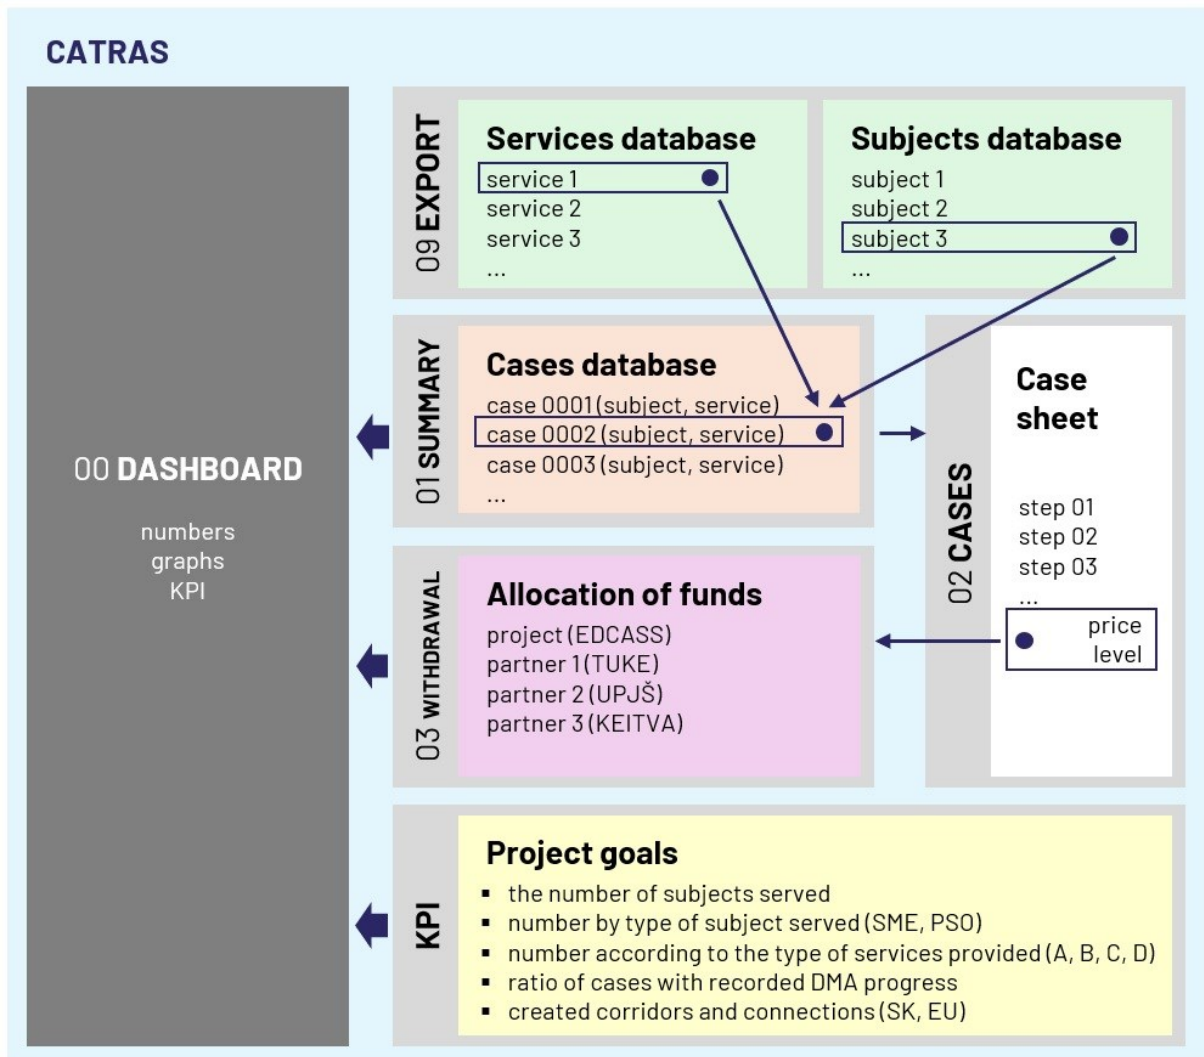 CATRAS
00 DASHBOARD
numbers
graphs
KPI
09 EXPORT
Services database
service 1
service 2
service 3
...
Subjects database
subject 1
subject 2
subject 3
...
01 SUMMARY
Cases database
case 0001 (subject, service)
case 0002 (subject, service)
case 0003 (subject, service)
...
02 CASES
Case
sheet
step 01
step 02
step 03
...
price
level
03 WITHDRAWAL
Allocation of funds
project (EDCASS)
partner 1 (TUKE)
partner 2 (UPJŠ)
partner 3 (KEITVA)
KPI
Project goals
▪ the number of subjects served
▪ number by type of subject served (SME, PSO)
▪ number according to the type of services provided (A, B, C, D)
▪ ratio of cases with recorded DMA progress
▪ created corridors and connections (SK, EU)